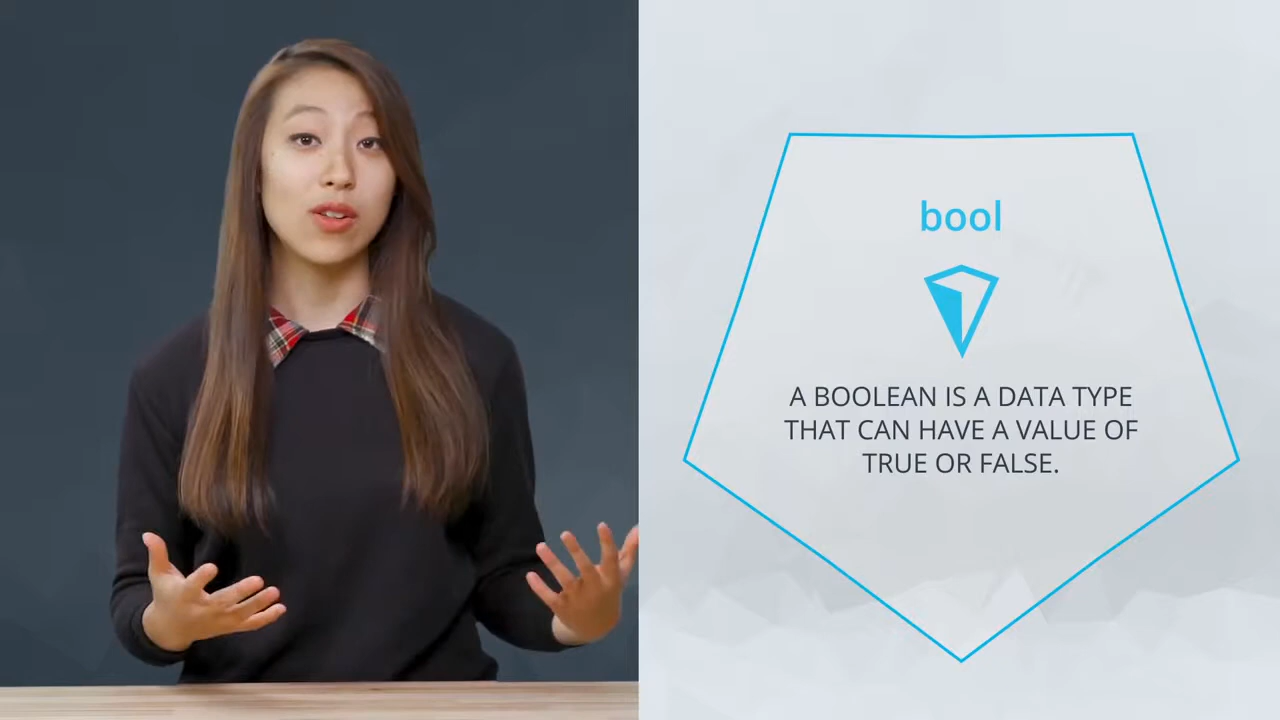 bool
A BOOLEAN IS A DATA TYPE
THAT CAN HAVE A VALUE OF
TRUE OR FALSE.